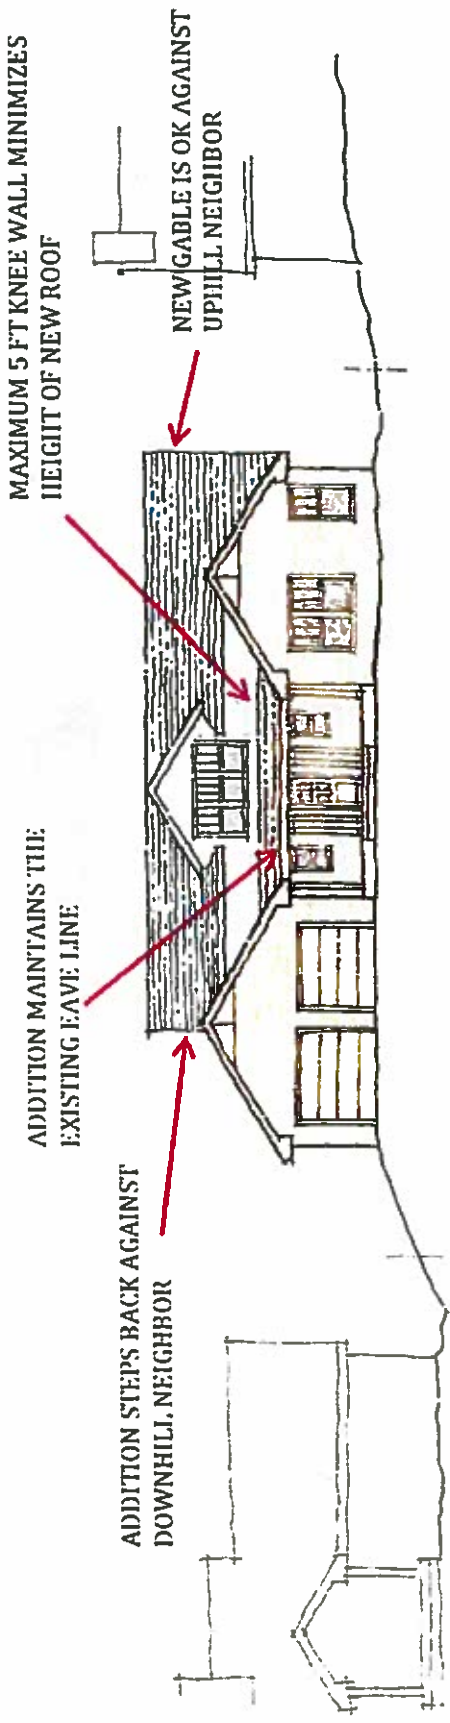 ADDITION STEPS BACK AGAINST
DOWNHILL NEIGHBOR
ADDITION MAINTAINS THE
EXISTING EAVE LINE
MAXIMUM 5 FT KNEE WALL MINIMIZES
HEIGHT OF NEW ROOF
NEW GABLE IS OK AGAINST
UPHILL NEIGHBOR